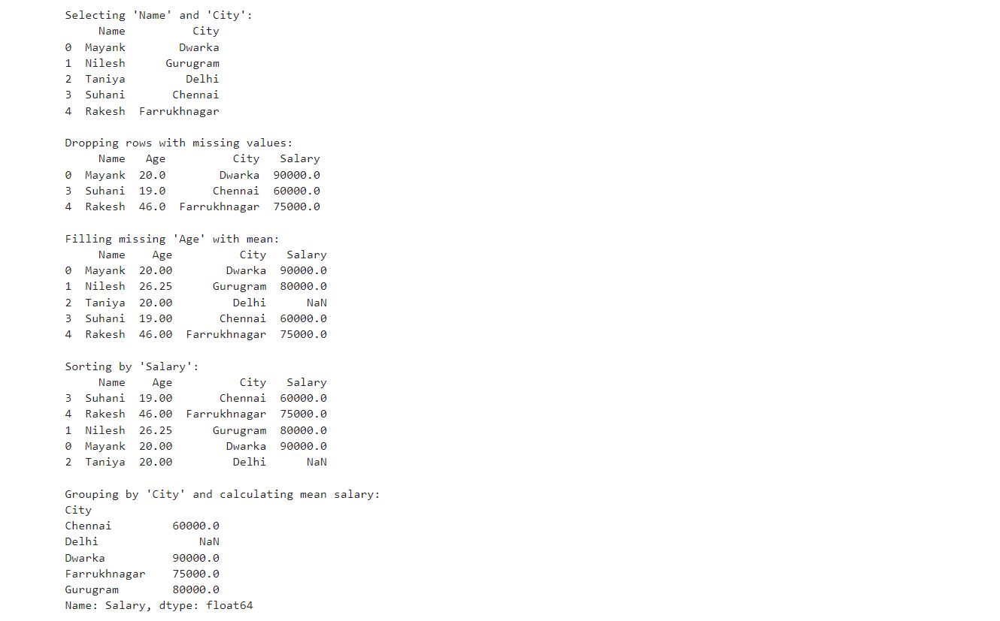 Selecting 'Name' and 'City':
     Name          City
0  Mayank        Dwarka
1  Nilesh      Gurugram
2  Taniya         Delhi
3  Suhani       Chennai
4  Rakesh  Farrukhnagar

Dropping rows with missing values:
     Name   Age          City   Salary
0  Mayank  20.0        Dwarka  90000.0
3  Suhani  19.0       Chennai  60000.0
4  Rakesh  46.0  Farrukhnagar  75000.0

Filling missing 'Age' with mean:
     Name    Age          City   Salary
0  Mayank  20.00        Dwarka  90000.0
1  Nilesh  26.25      Gurugram  80000.0
2  Taniya  20.00         Delhi      NaN
3  Suhani  19.00       Chennai  60000.0
4  Rakesh  46.00  Farrukhnagar  75000.0

Sorting by 'Salary':
     Name    Age          City   Salary
3  Suhani  19.00       Chennai  60000.0
4  Rakesh  46.00  Farrukhnagar  75000.0
1  Nilesh  26.25      Gurugram  80000.0
0  Mayank  20.00        Dwarka  90000.0
2  Taniya  20.00         Delhi      NaN

Grouping by 'City' and calculating mean salary:
City
Chennai         60000.0
Delhi               NaN
Dwarka          90000.0
Farrukhnagar    75000.0
Gurugram        80000.0
Name: Salary, dtype: float64